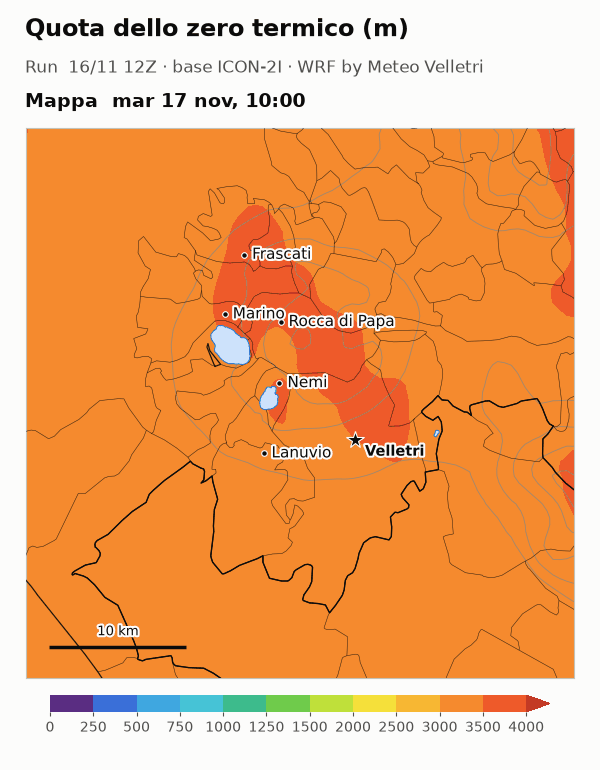 Quota dello zero termico (m)
Run  16/11 12Z · base ICON-2I · WRF by Meteo Velletri
Mappa  mar 17 nov, 10:00
Frascati
Marino
Rocca di Papa
Nemi
Velletri
Lanuvio
10 km
0 250 500 750 1000 1250 1500 2000 2500 3000 3500 4000